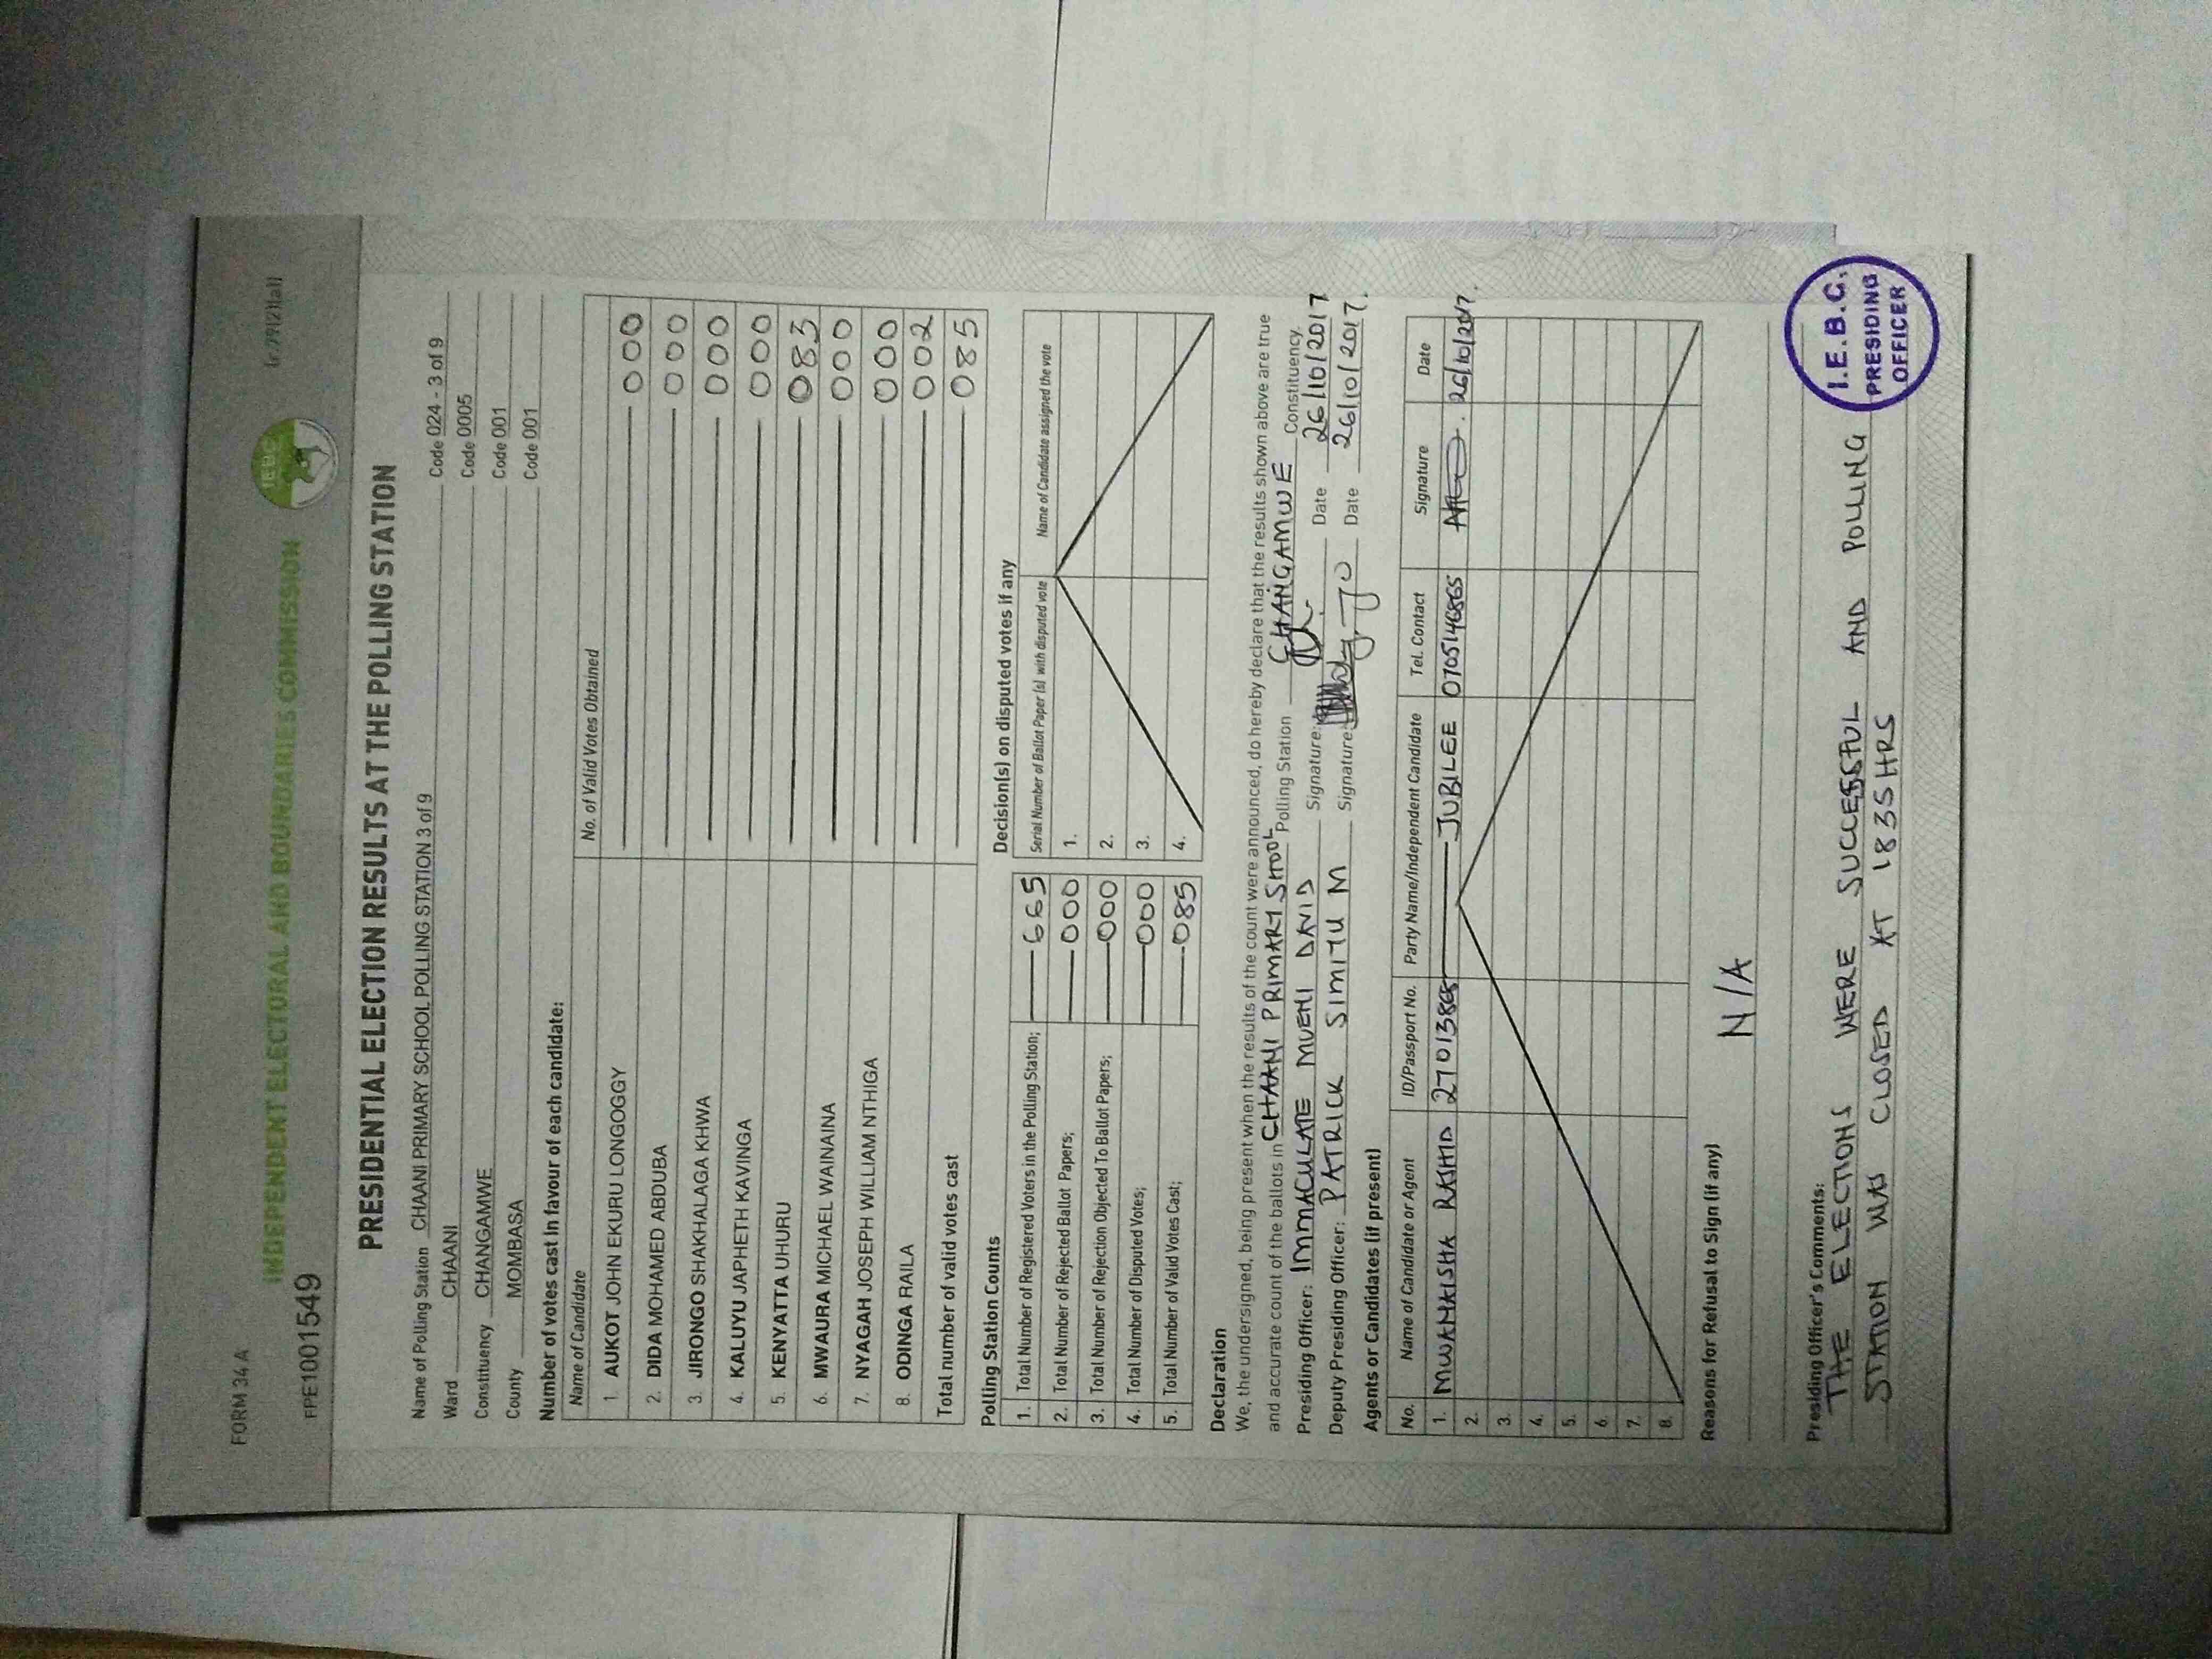 FORM 34 A
INDEPENDENT ELECTORAL AND BOUNDARIES COMMISSION
IEBC
FPE1001549
PRESIDENTIAL ELECTION RESULTS AT THE POLLING STATION
Name of Polling Station CHAANI PRIMARY SCHOOL POLLING STATION 3 of 9 Code 024 - 3 of 9
Ward CHAANI Code 0005
Constituency CHANGAMWE Code 001
County MOMBASA Code 001
Number of votes cast in favour of each candidate:
Name of Candidate No. of Valid Votes Obtained
1 AUKOT JOHN EKURU LONGOGGY 000
2. DIDA MOHAMED ABDUBA 000
3. JIRONGO SHAKHALAGA KHWA 000
4. KALUYU JAPHETH KAVINGA 000
5. KENYATTA UHURU 083
6. MWAURA MICHAEL WAINAINA 000
7. NYAGAH JOSEPH WILLIAM NTHIGA 000
8. ODINGA RAILA 002
Total number of valid votes cast 085
Polling Station Counts
1. Total Number of Registered Voters in the Polling Station; 665
2. Total Number of Rejected Ballot Papers; 000
3. Total Number of Rejection Objected To Ballot Papers; 000
4. Total Number of Disputed Votes; 000
5. Total Number of Valid Votes Cast; 085
Decision(s) on disputed votes if any
Serial Number of Ballot Paper (s) with disputed vote Name of Candidate assigned the vote
1.
2.
3.
4.
Declaration
We, the undersigned, being present when the results of the count were announced, do hereby declare that the results shown above are true
and accurate count of the ballots in CHAANI PRIMARY SHOOL Polling Station CHANGAMWE Constituency.
Presiding Officer: IMMACULATE MUEMI DAVID Signature: Date 26/10/2017
Deputy Presiding Officer: PATRICK SIMIYU M Signature: Date 26/10/2017.
Agents or Candidates (iif present)
No. Name of Candidate or Agent ID/Passport No. Party Name/Independent Candidate Tel. Contact Signature Date
1. MWANAISHA RASHID 27013865 JUBILEE 0705146865 26/10/2017.
2.
3.
4.
5.
6.
7.
8.
Reasons for Refusal to Sign (if any)
N/A
Presiding Officer's Comments:
THE ELECTIONS WERE SUCCESSFUL AND POLLING
STATION WAS CLOSED AT 1835HRS
I.E.B.C.
PRESIDING
OFFICER